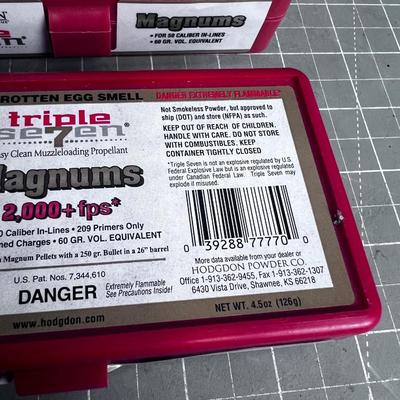 Magnums
• FOR 50 CALIBER IN-LINES
• 60 GR. VOL. EQUIVALENT
ROTTEN EGG SMELL
DANGER EXTREMELY FLAMMABLE*
triple
se7en®
Easy Clean Muzzleloading Propellant
Magnums
2,000+fps*
Caliber In-Lines • 209 Primers Only
Charges • 60 GR. VOL. EQUIVALENT
Magnum Pellets with a 250 gr. Bullet in a 26" barrel
U.S. Pat. Nos. 7,344,610
DANGER
Extremely Flammable
See Precautions Inside!
www.hodgdon.com
Not Smokeless Powder, but approved to
ship (DOT) and store (NFPA) as such.
KEEP OUT OF REACH OF CHILDREN.
HANDLE WITH CARE. DO NOT STORE
WITH COMBUSTIBLES. KEEP
CONTAINER TIGHTLY CLOSED
*Triple Seven is not an explosive regulated by U.S.
Federal Explosive Law but is an explosive regulated
under Canadian Federal Law. Triple Seven may
explode if misused.
0 39288 77770 0
More data available from your dealer or
HODGDON POWDER CO.
Office 1-913-362-9455, Fax 1-913-362-1307
6430 Vista Drive, Shawnee, KS 66218
NET WT. 4.5oz (126g)